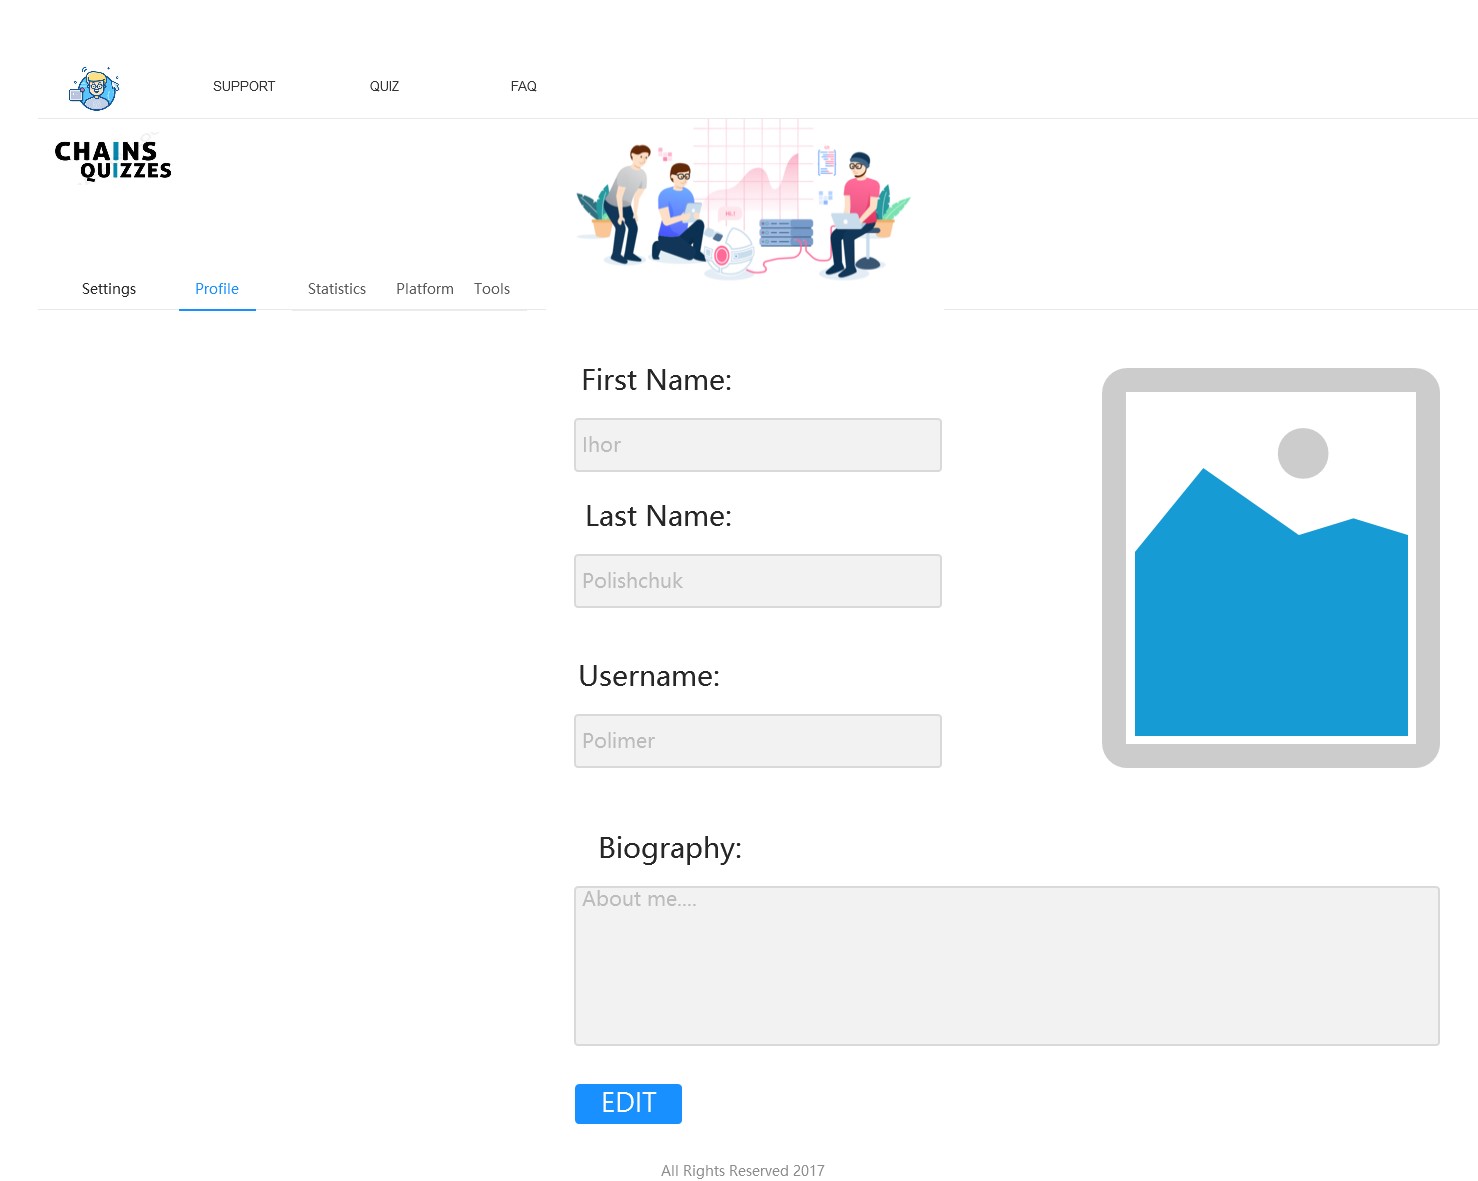 SUPPORT QUIZ FAQ
CHAINS
QUIZZES
HI.!
Settings Profile Statistics Platform Tools
First Name:
Ihor
Last Name:
Polishchuk
Username:
Polimer
Biography:
About me....
EDIT
All Rights Reserved 2017